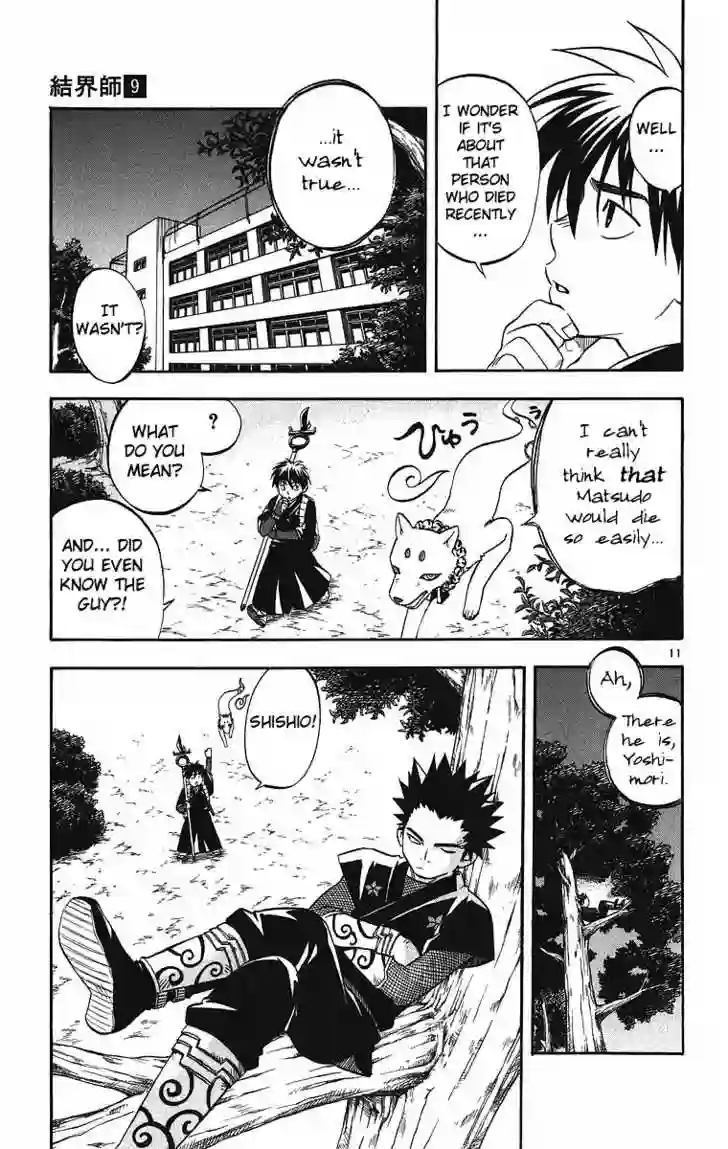 結界師 9
WELL
...
I WONDER
IF IT'S
ABOUT
THAT
PERSON
WHO DIED
RECENTLY
...
...it
wasn't
true...
IT
WASN'T?
I can't
really
think that
Matsudo
would die
so easily...
ひゅう
?
WHAT
DO YOU
MEAN?
AND... DID
YOU EVEN
KNOW THE
GUY?!
11
Ah,
There
he is,
Yoshi-
mori.
SHISHIO!